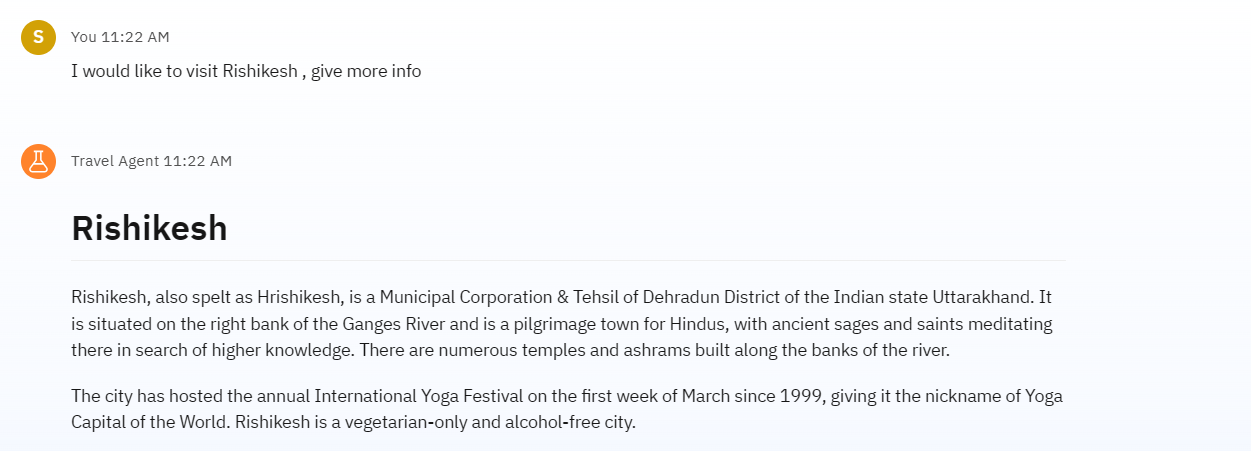 S
You 11:22 AM
I would like to visit Rishikesh , give more info
Travel Agent 11:22 AM
Rishikesh
Rishikesh, also spelt as Hrishikesh, is a Municipal Corporation & Tehsil of Dehradun District of the Indian state Uttarakhand. It
is situated on the right bank of the Ganges River and is a pilgrimage town for Hindus, with ancient sages and saints meditating
there in search of higher knowledge. There are numerous temples and ashrams built along the banks of the river.
The city has hosted the annual International Yoga Festival on the first week of March since 1999, giving it the nickname of Yoga
Capital of the World. Rishikesh is a vegetarian-only and alcohol-free city.